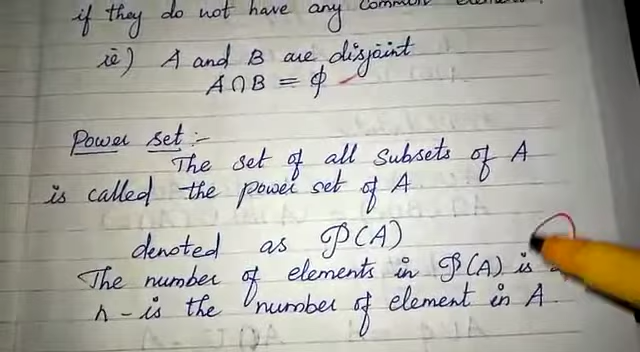 if they do not have any common
ie) A and B are disjoint
A∩B = ϕ
Power set:-
The set of all subsets of A
is called the power set of A
denoted as P(A)
The number of elements in P(A) is
n - is the number of element in A.